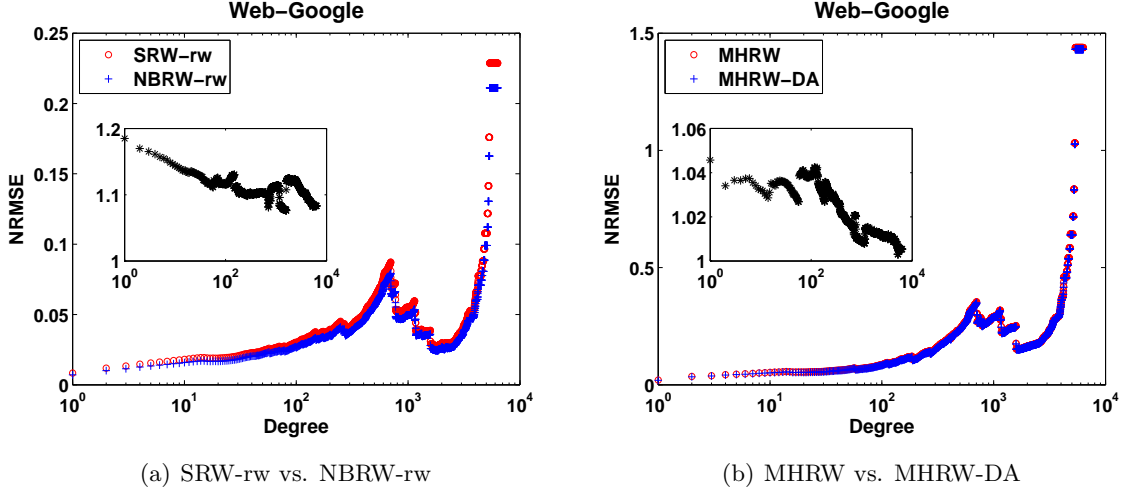 Web−Google
0.25
0.2
0.15
0.1
0.05
0
NRMSE
SRW−rw
NBRW−rw
1.2
1.1
1
10^0
10^2
10^4
10^0
10^1
10^2
10^3
10^4
Degree
(a) SRW-rw vs. NBRW-rw
Web−Google
1.5
1
0.5
0
NRMSE
MHRW
MHRW−DA
1.06
1.04
1.02
1
10^0
10^2
10^4
10^0
10^1
10^2
10^3
10^4
Degree
(b) MHRW vs. MHRW-DA